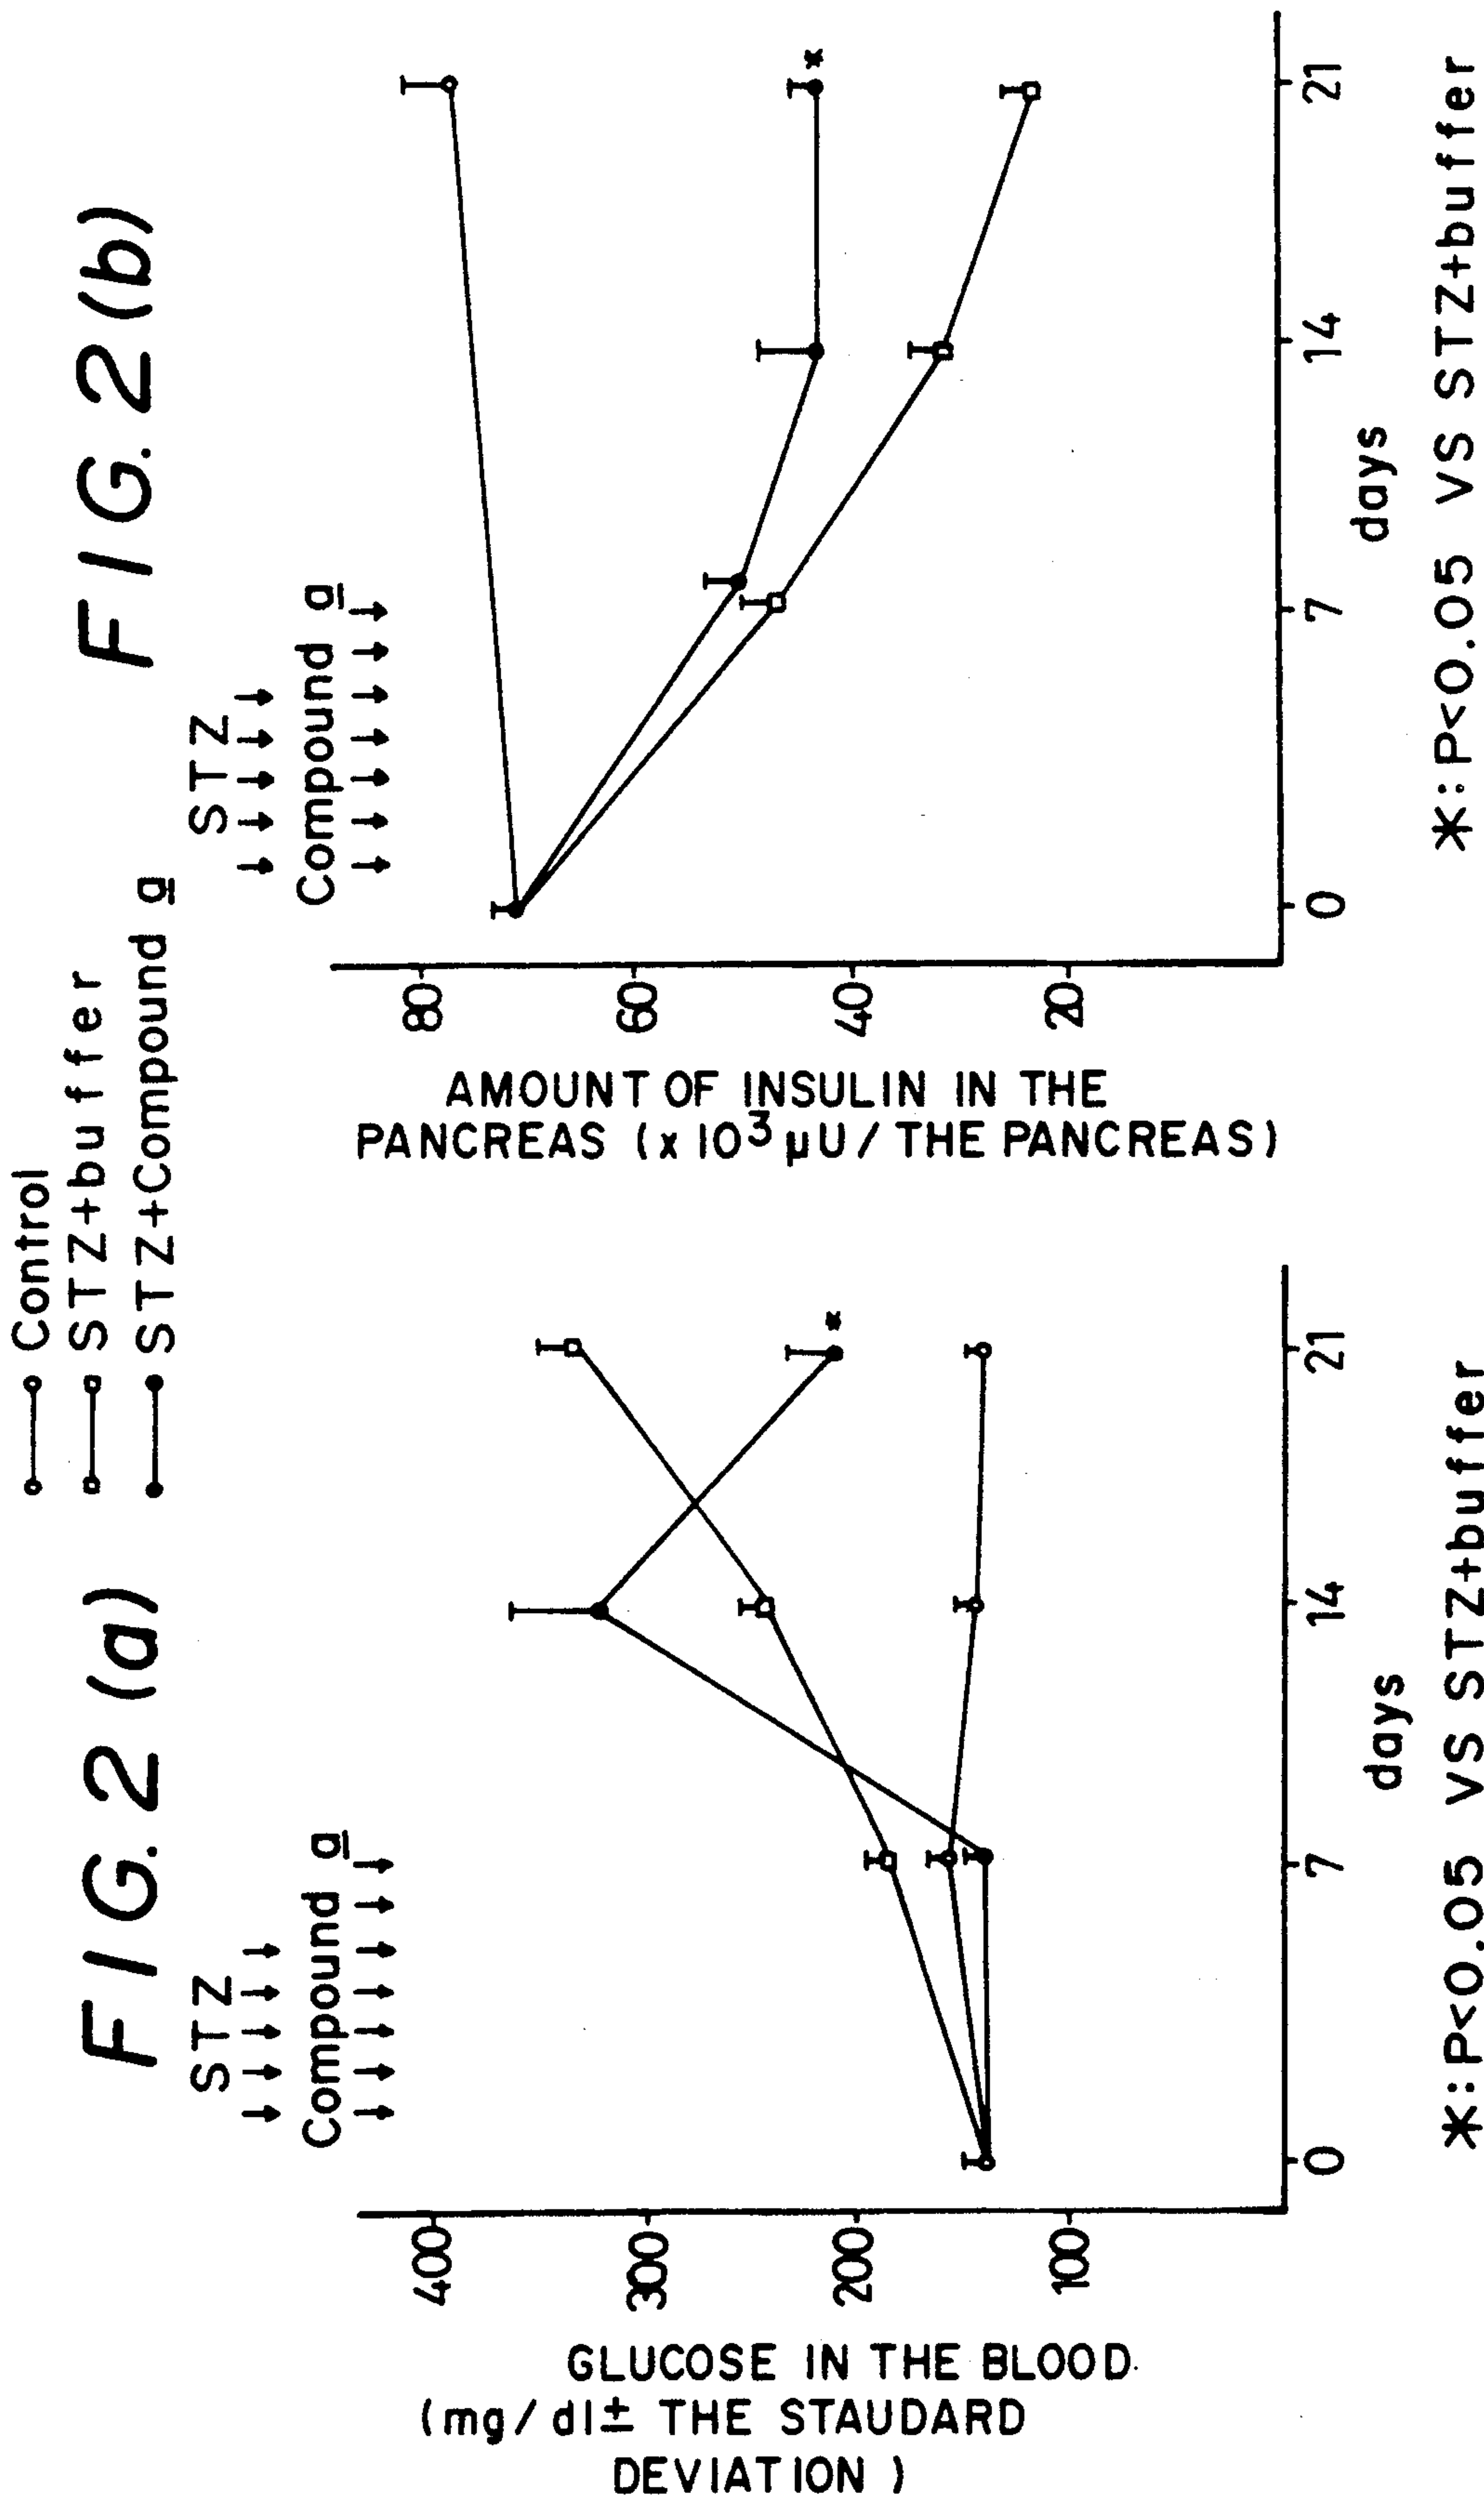 Control
STZ+buffer
STZ+Compound a
FIG. 2 (a)
STZ
Compound a
400
300
200
100
GLUCOSE IN THE BLOOD
(mg/dl± THE STAUDARD
DEVIATION )
0 7 14 21
days
*
*:P<0.05 VS STZ+buffer
FIG. 2 (b)
STZ
Compound a
80
60
40
20
AMOUNT OF INSULIN IN THE
PANCREAS (x 10³ µU/ THE PANCREAS)
0 7 14 21
days
*
*:P<0.05 VS STZ+buffer